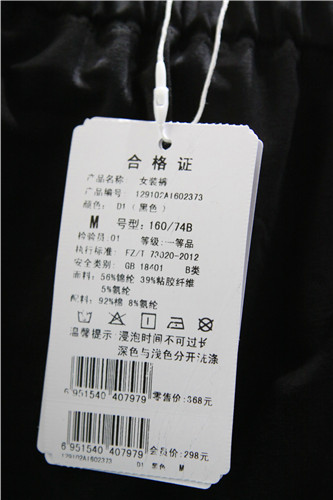 合格证
产品名称: 女装裤
产品编号: 129102A1602373
颜色: D1 (黑色)
M 号型: 160/74B
检验员:01 等级:一等品
执行标准: FZ/T 73020-2012
安全类别: GB 18401 B类
面料: 56%锦纶 39%粘胶纤维
5%氨纶
配料: 92%棉 8%氨纶
温馨提示: 浸泡时间不可过长
深色与浅色分开洗涤
6 951540 407979 零售价:368元
6 951540 407979 会员价:298元
129102A1602373 D1 黑色 M